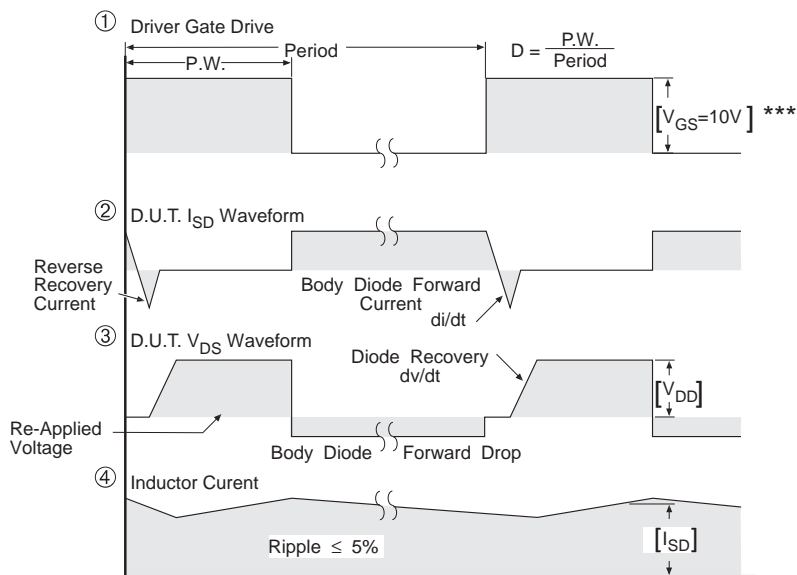 ① Driver Gate Drive
P.W.
Period
D = P.W.
Period
[VGS=10V] ***
② D.U.T. ISD Waveform
Reverse
Recovery
Current
Body Diode Forward
Current
di/dt
③ D.U.T. VDS Waveform
Diode Recovery
dv/dt
[VDD]
Re-Applied
Voltage
Body Diode Forward Drop
④ Inductor Curent
Ripple ≤ 5%
[ISD]